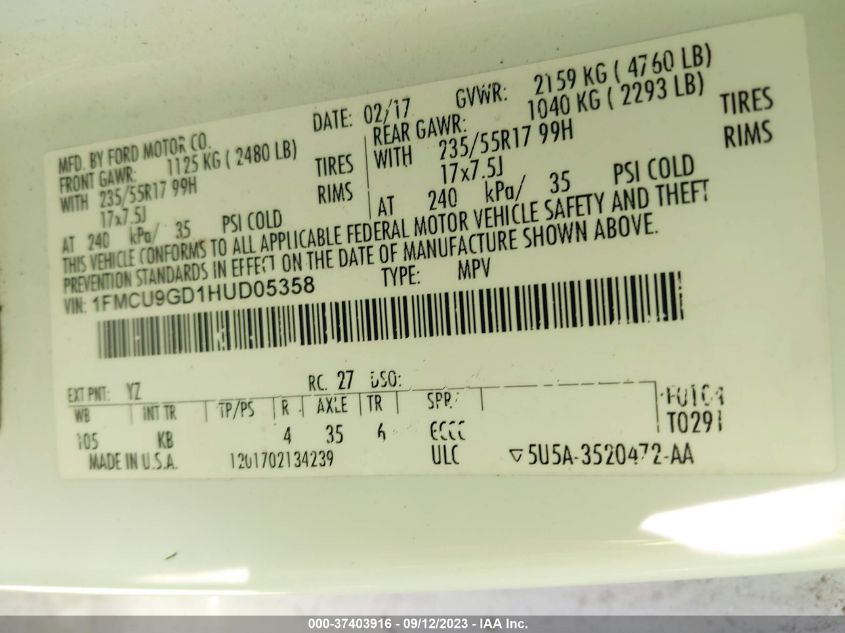 MFD. BY FORD MOTOR CO. DATE: 02/17 GVWR: 2159 KG ( 4760 LB)
FRONT GAWR: 1125 KG ( 2480 LB) REAR GAWR: 1040 KG ( 2293 LB)
WITH 235/55R17 99H TIRES WITH 235/55R17 99H TIRES
17x7.5J RIMS 17x7.5J RIMS
AT 240 kPa/ 35 PSI COLD AT 240 kPa/ 35 PSI COLD
THIS VEHICLE CONFORMS TO ALL APPLICABLE FEDERAL MOTOR VEHICLE SAFETY AND THEFT
PREVENTION STANDARDS IN EFFECT ON THE DATE OF MANUFACTURE SHOWN ABOVE.
VIN: 1FMCU9GD1HUD05358 TYPE: MPV
EXT PNT: YZ RC: 27 DSO:
WB INT TR TP/PS R AXLE TR SPR
105 KB 4 35 6
T0291
MADE IN U.S.A. 1201702134239 ULC ▽5U5A-3520472-AA
000-37403916 - 09/12/2023 - IAA Inc.